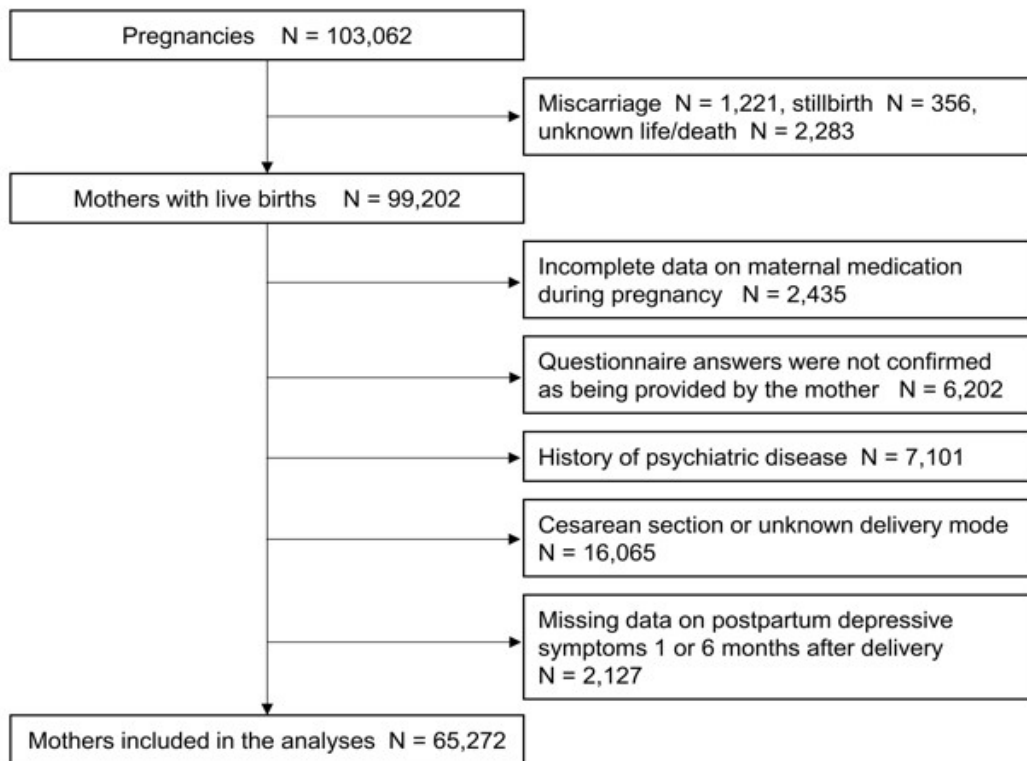 Pregnancies N = 103,062
Miscarriage N = 1,221, stillbirth N = 356,
unknown life/death N = 2,283
Mothers with live births N = 99,202
Incomplete data on maternal medication
during pregnancy N = 2,435
Questionnaire answers were not confirmed
as being provided by the mother N = 6,202
History of psychiatric disease N = 7,101
Cesarean section or unknown delivery mode
N = 16,065
Missing data on postpartum depressive
symptoms 1 or 6 months after delivery
N = 2,127
Mothers included in the analyses N = 65,272